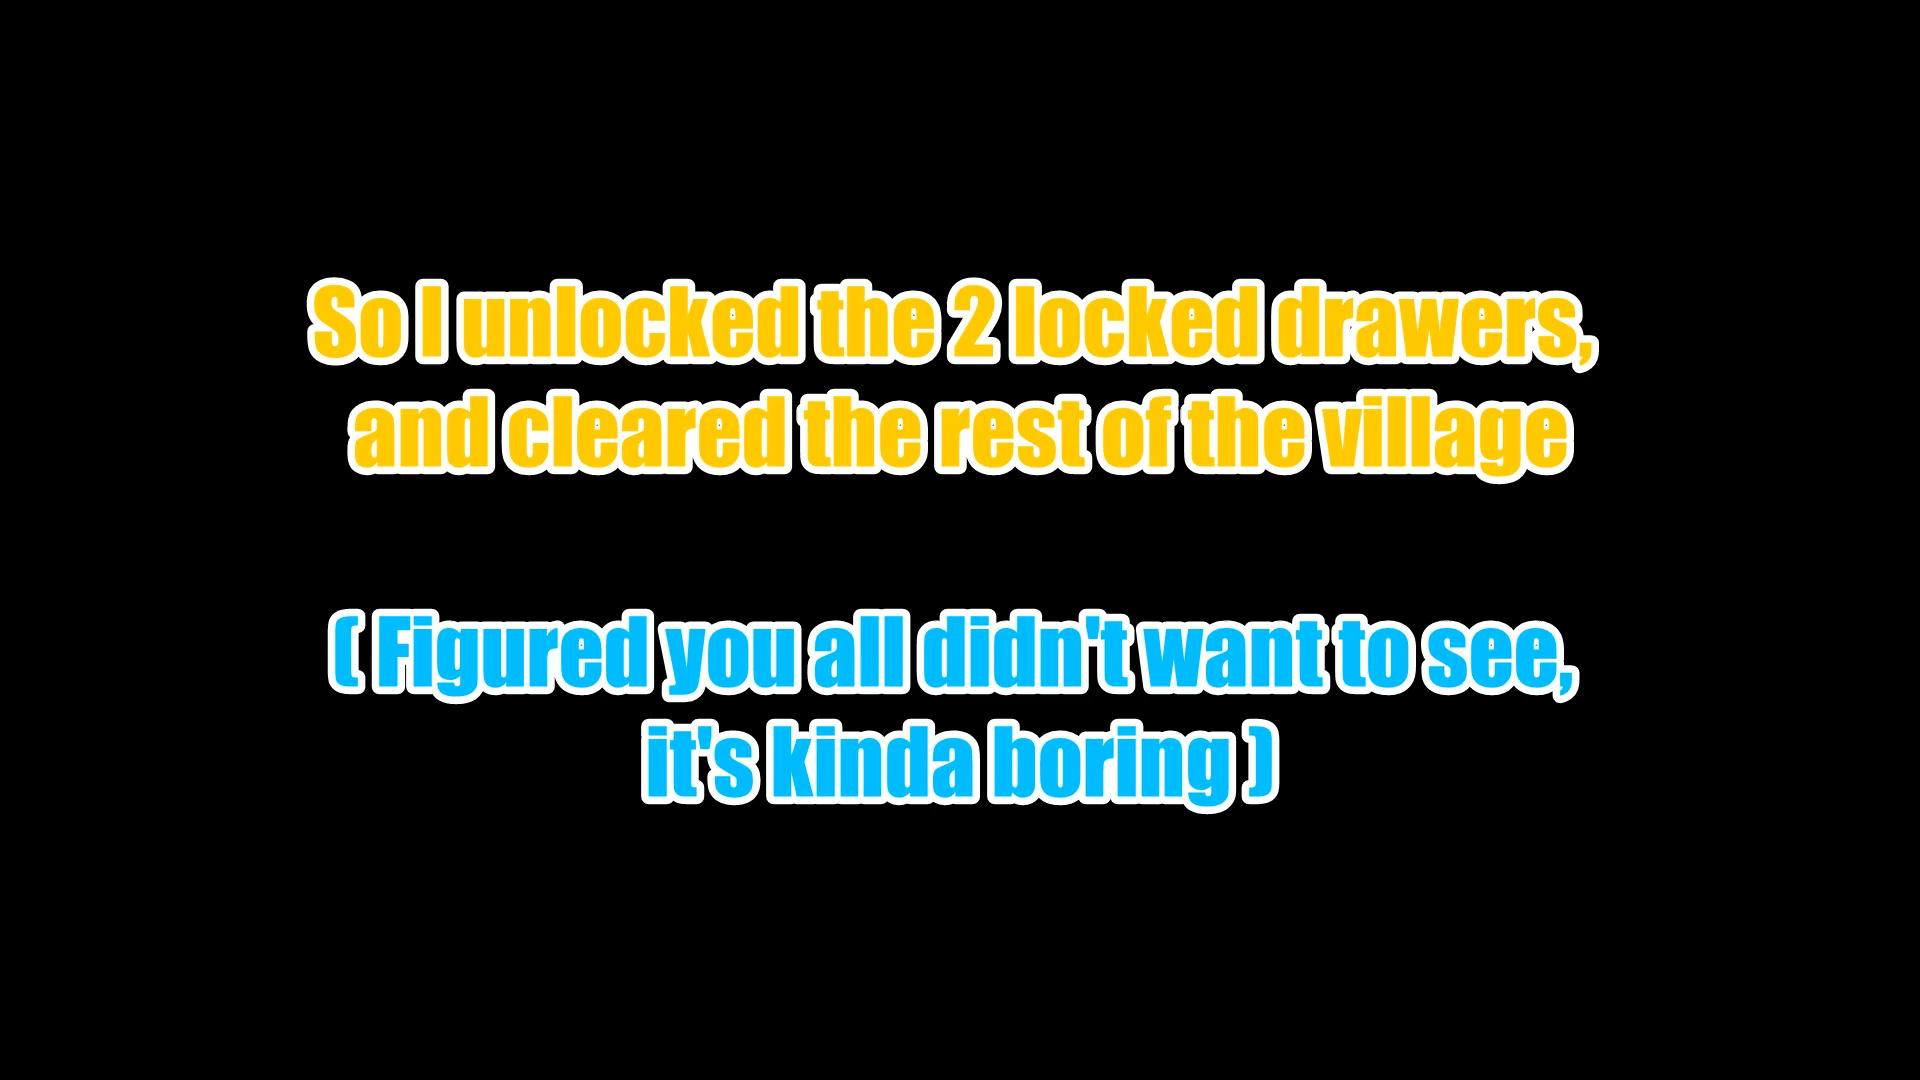 So I unlocked the 2 locked drawers,
and cleared the rest of the village
( Figured you all didn't want to see,
it's kinda boring )